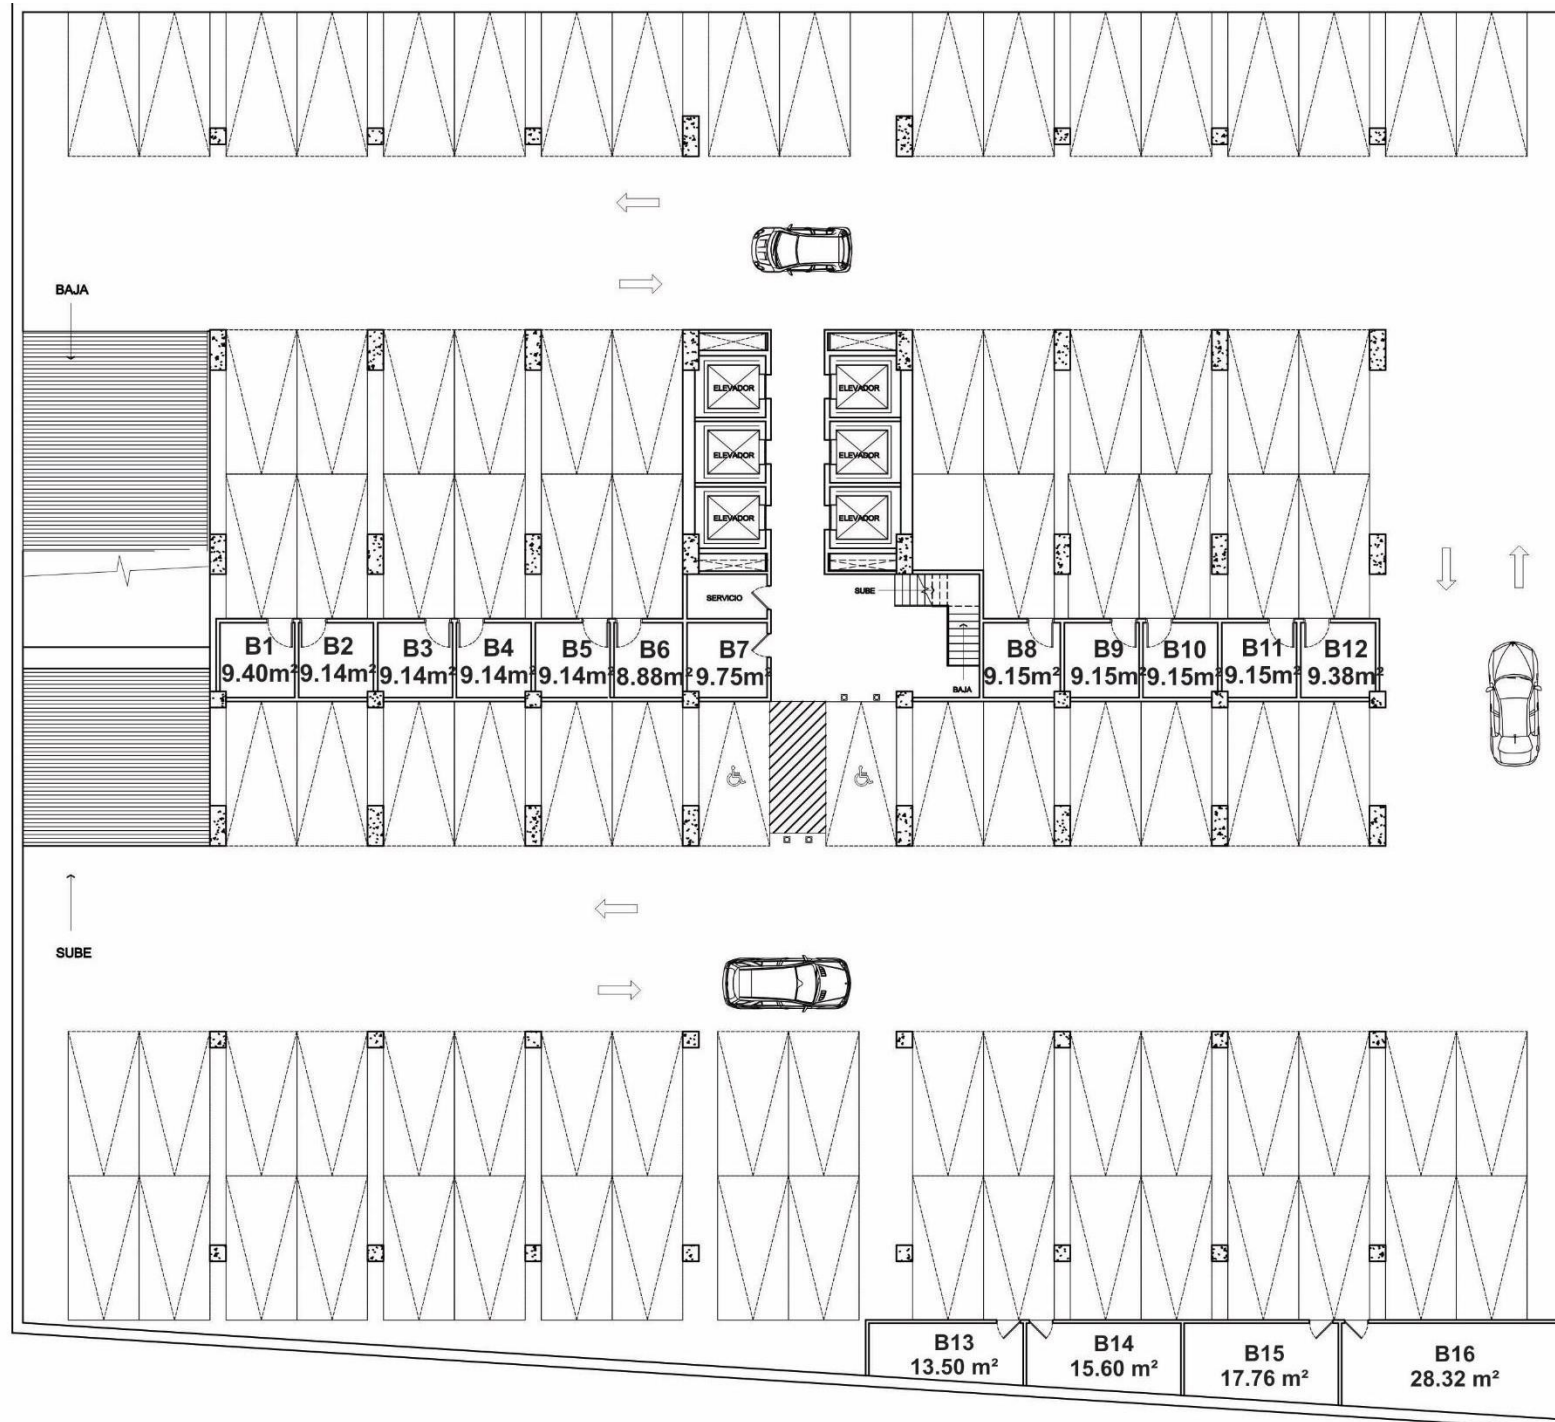 BAJA
ELEVADOR
ELEVADOR
ELEVADOR
ELEVADOR
ELEVADOR
ELEVADOR
SERVICIO
SUBE
B1
9.40m²
B2
9.14m²
B3
9.14m²
B4
9.14m²
B5
9.14m²
B6
8.88m²
B7
9.75m²
BAJA
B8
9.15m²
B9
9.15m²
B10
9.15m²
B11
9.15m²
B12
9.38m²
SUBE
B13
13.50 m²
B14
15.60 m²
B15
17.76 m²
B16
28.32 m²